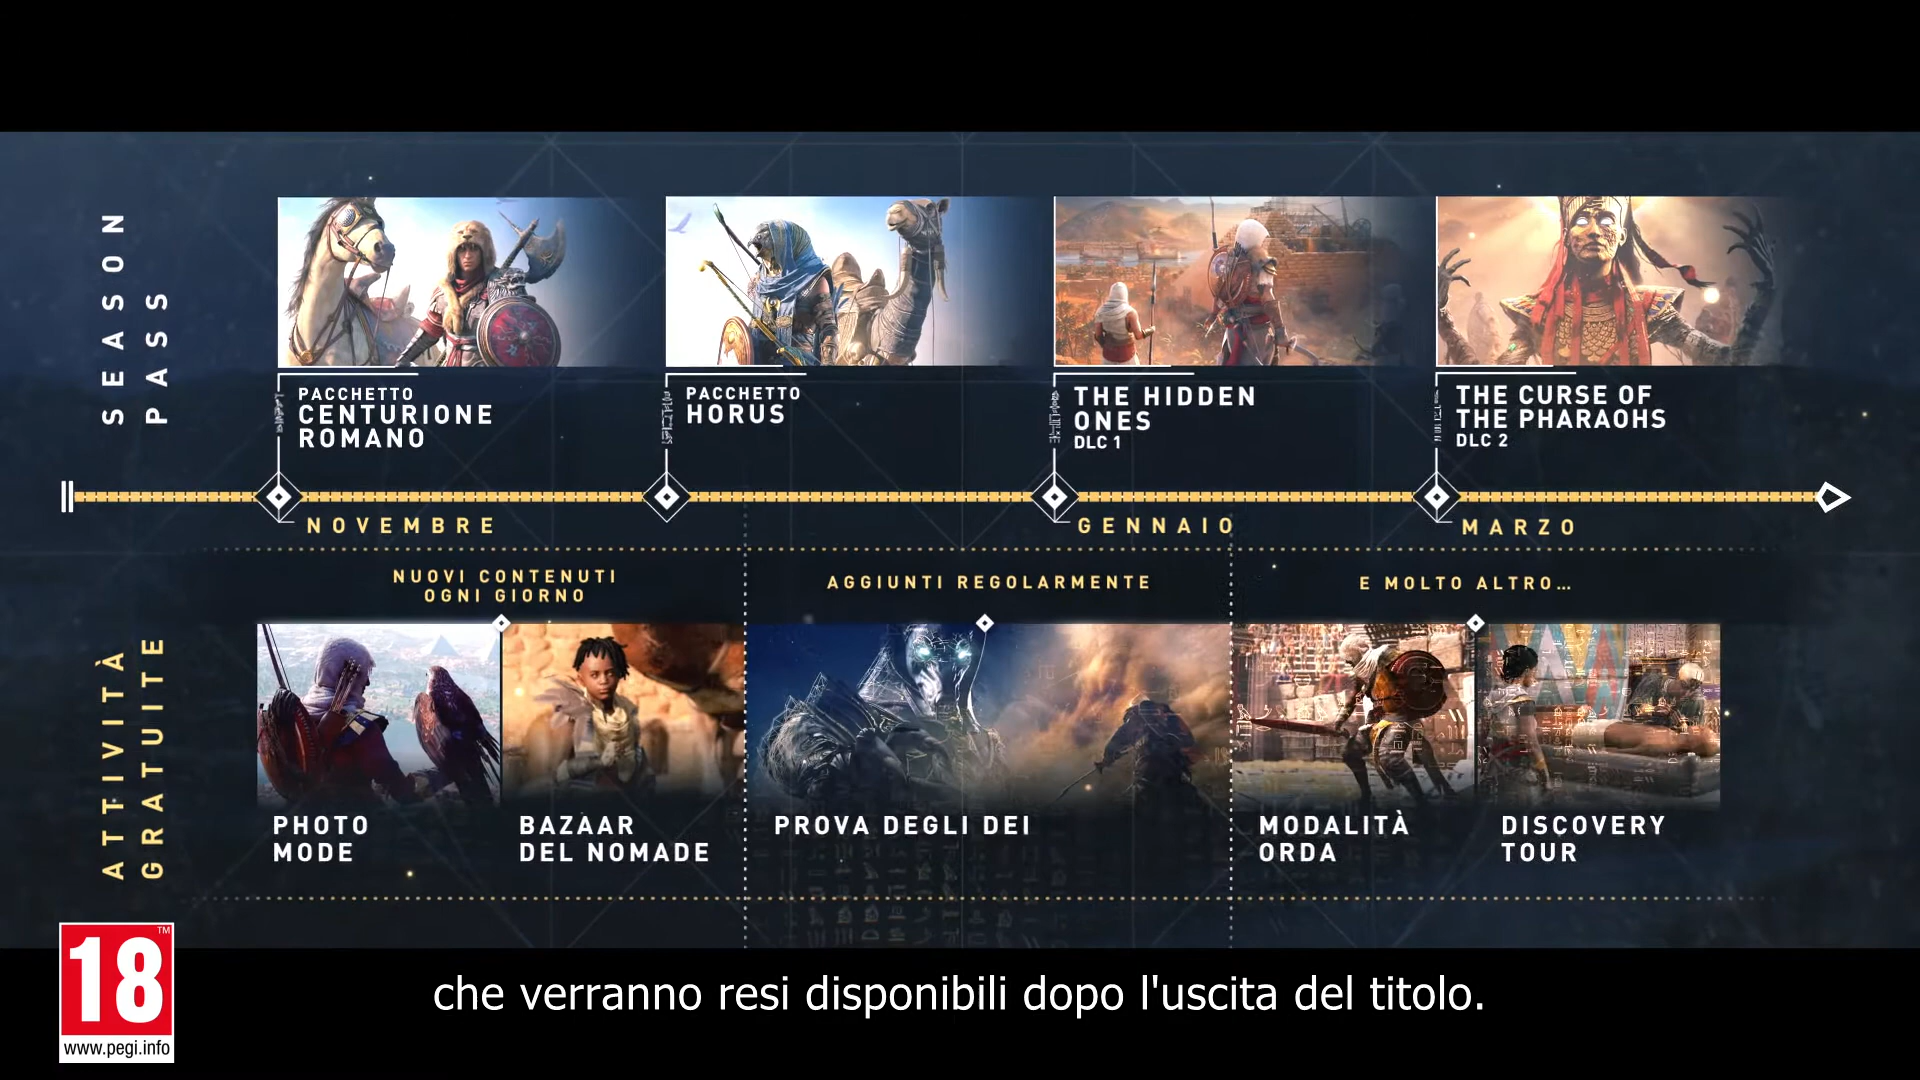 SEASON
PASS
PACCHETTO
CENTURIONE
ROMANO
PACCHETTO
HORUS
THE HIDDEN
ONES
DLC 1
THE CURSE OF
THE PHARAOHS
DLC 2
NOVEMBRE
GENNAIO
MARZO
NUOVI CONTENUTI
OGNI GIORNO
AGGIUNTI REGOLARMENTE
E MOLTO ALTRO...
ATTIVITÀ
GRATUITE
PHOTO
MODE
BAZAAR
DEL NOMADE
PROVA DEGLI DEI
MODALITÀ
ORDA
DISCOVERY
TOUR
18™
www.pegi.info
che verranno resi disponibili dopo l'uscita del titolo.